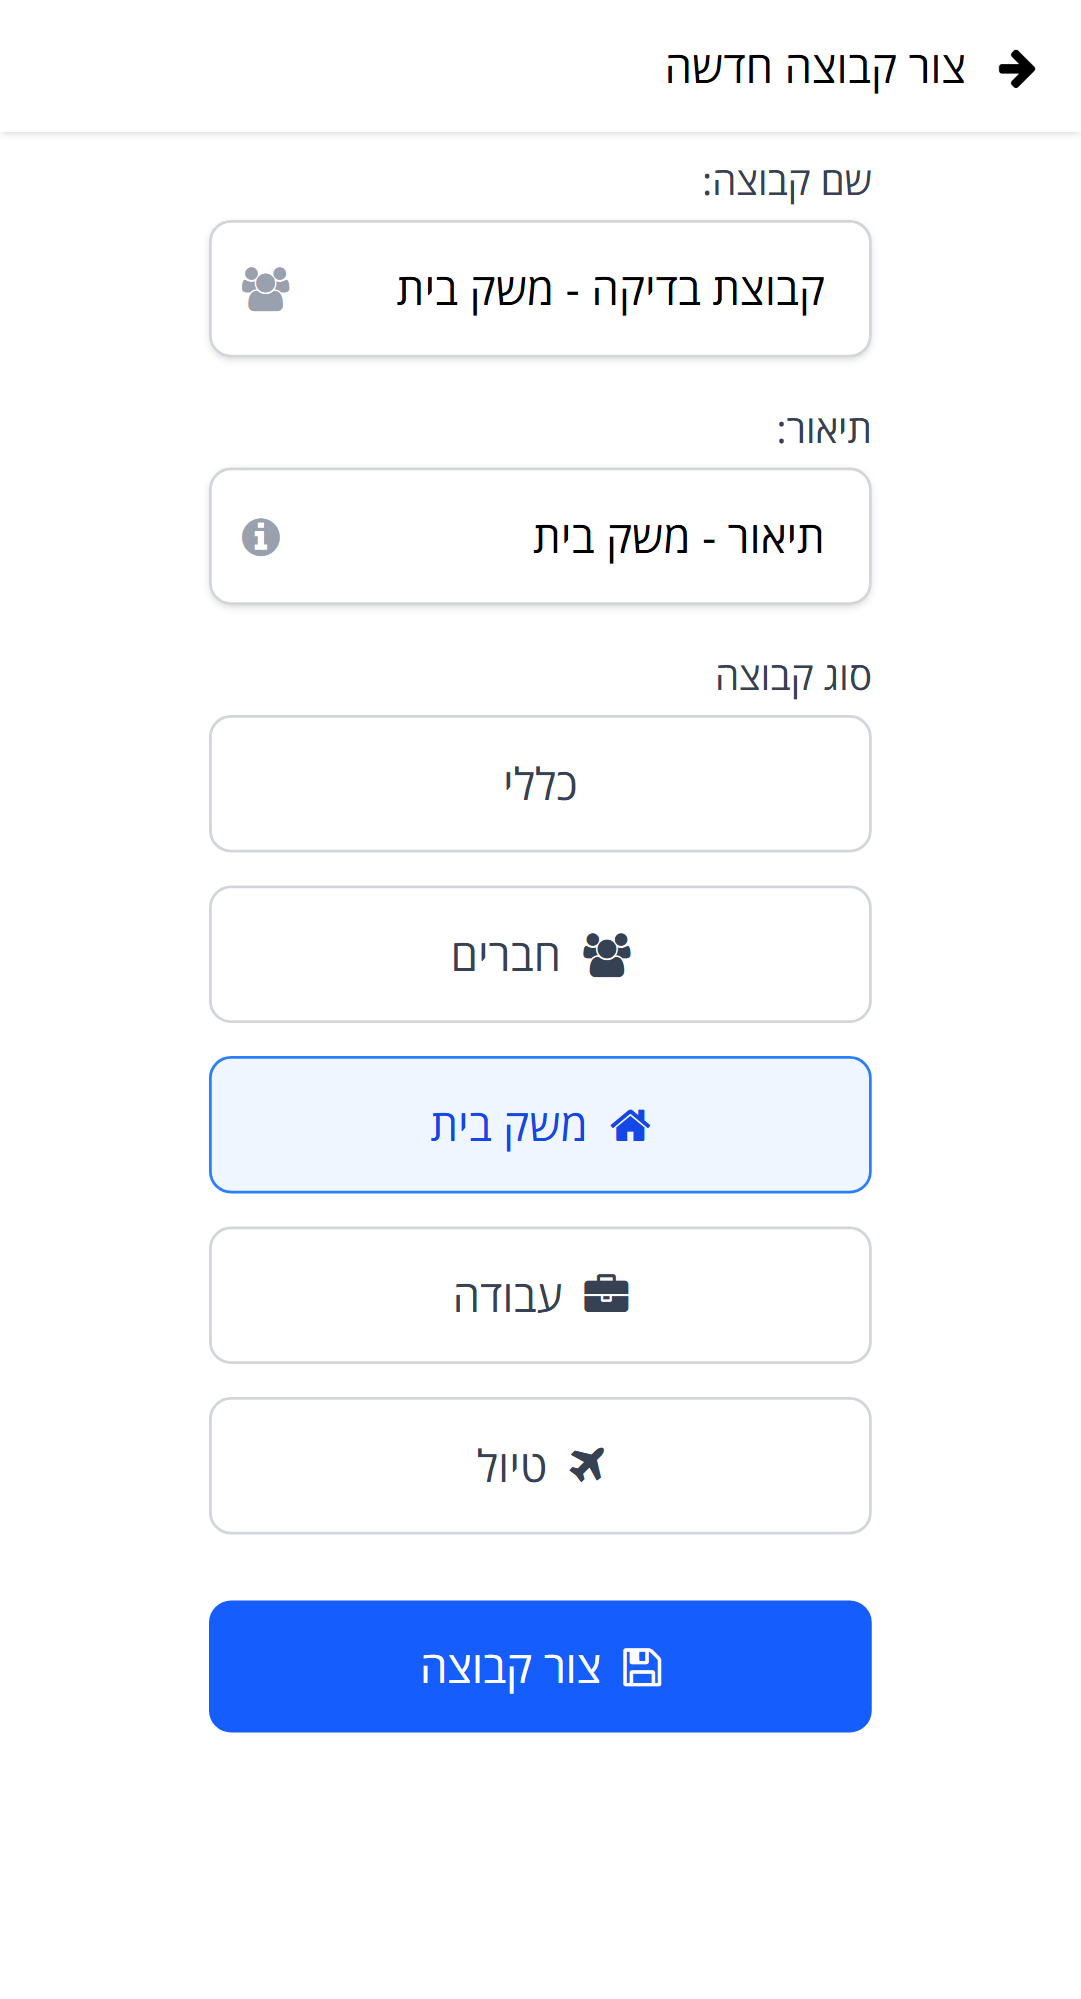 צור קבוצה חדשה
שם קבוצה:
קבוצת בדיקה - משק בית
תיאור:
תיאור - משק בית
סוג קבוצה
כללי
חברים
משק בית
עבודה
טיול
צור קבוצה